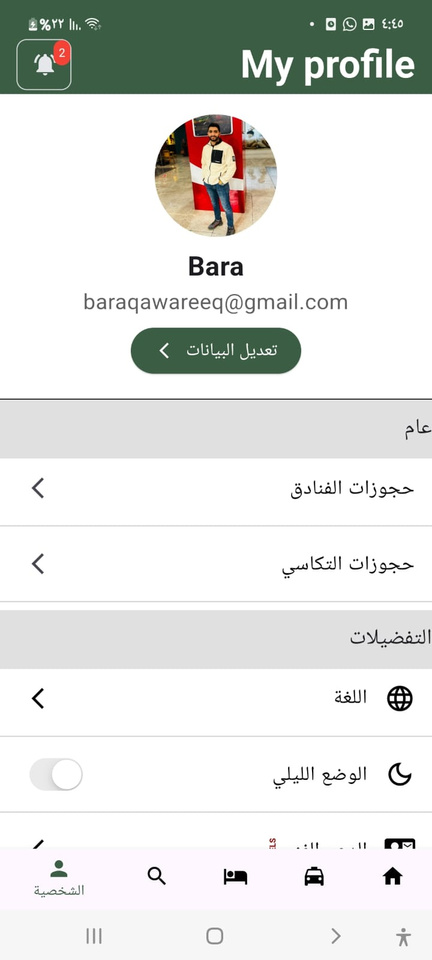 ٤:٤٥
%٢٢
2
My profile
Bara
baraqawareeq@gmail.com
تعديل البيانات
عام
حجوزات الفنادق
حجوزات التكاسي
التفضيلات
اللغة
الوضع الليلي
الشخصية